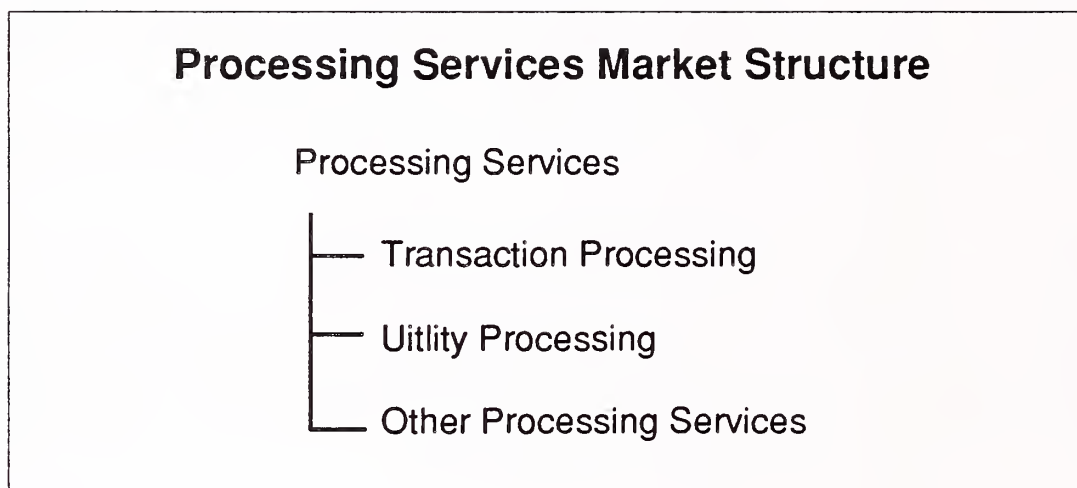 Processing Services Market Structure
Processing Services
Transaction Processing
Uitlity Processing
Other Processing Services